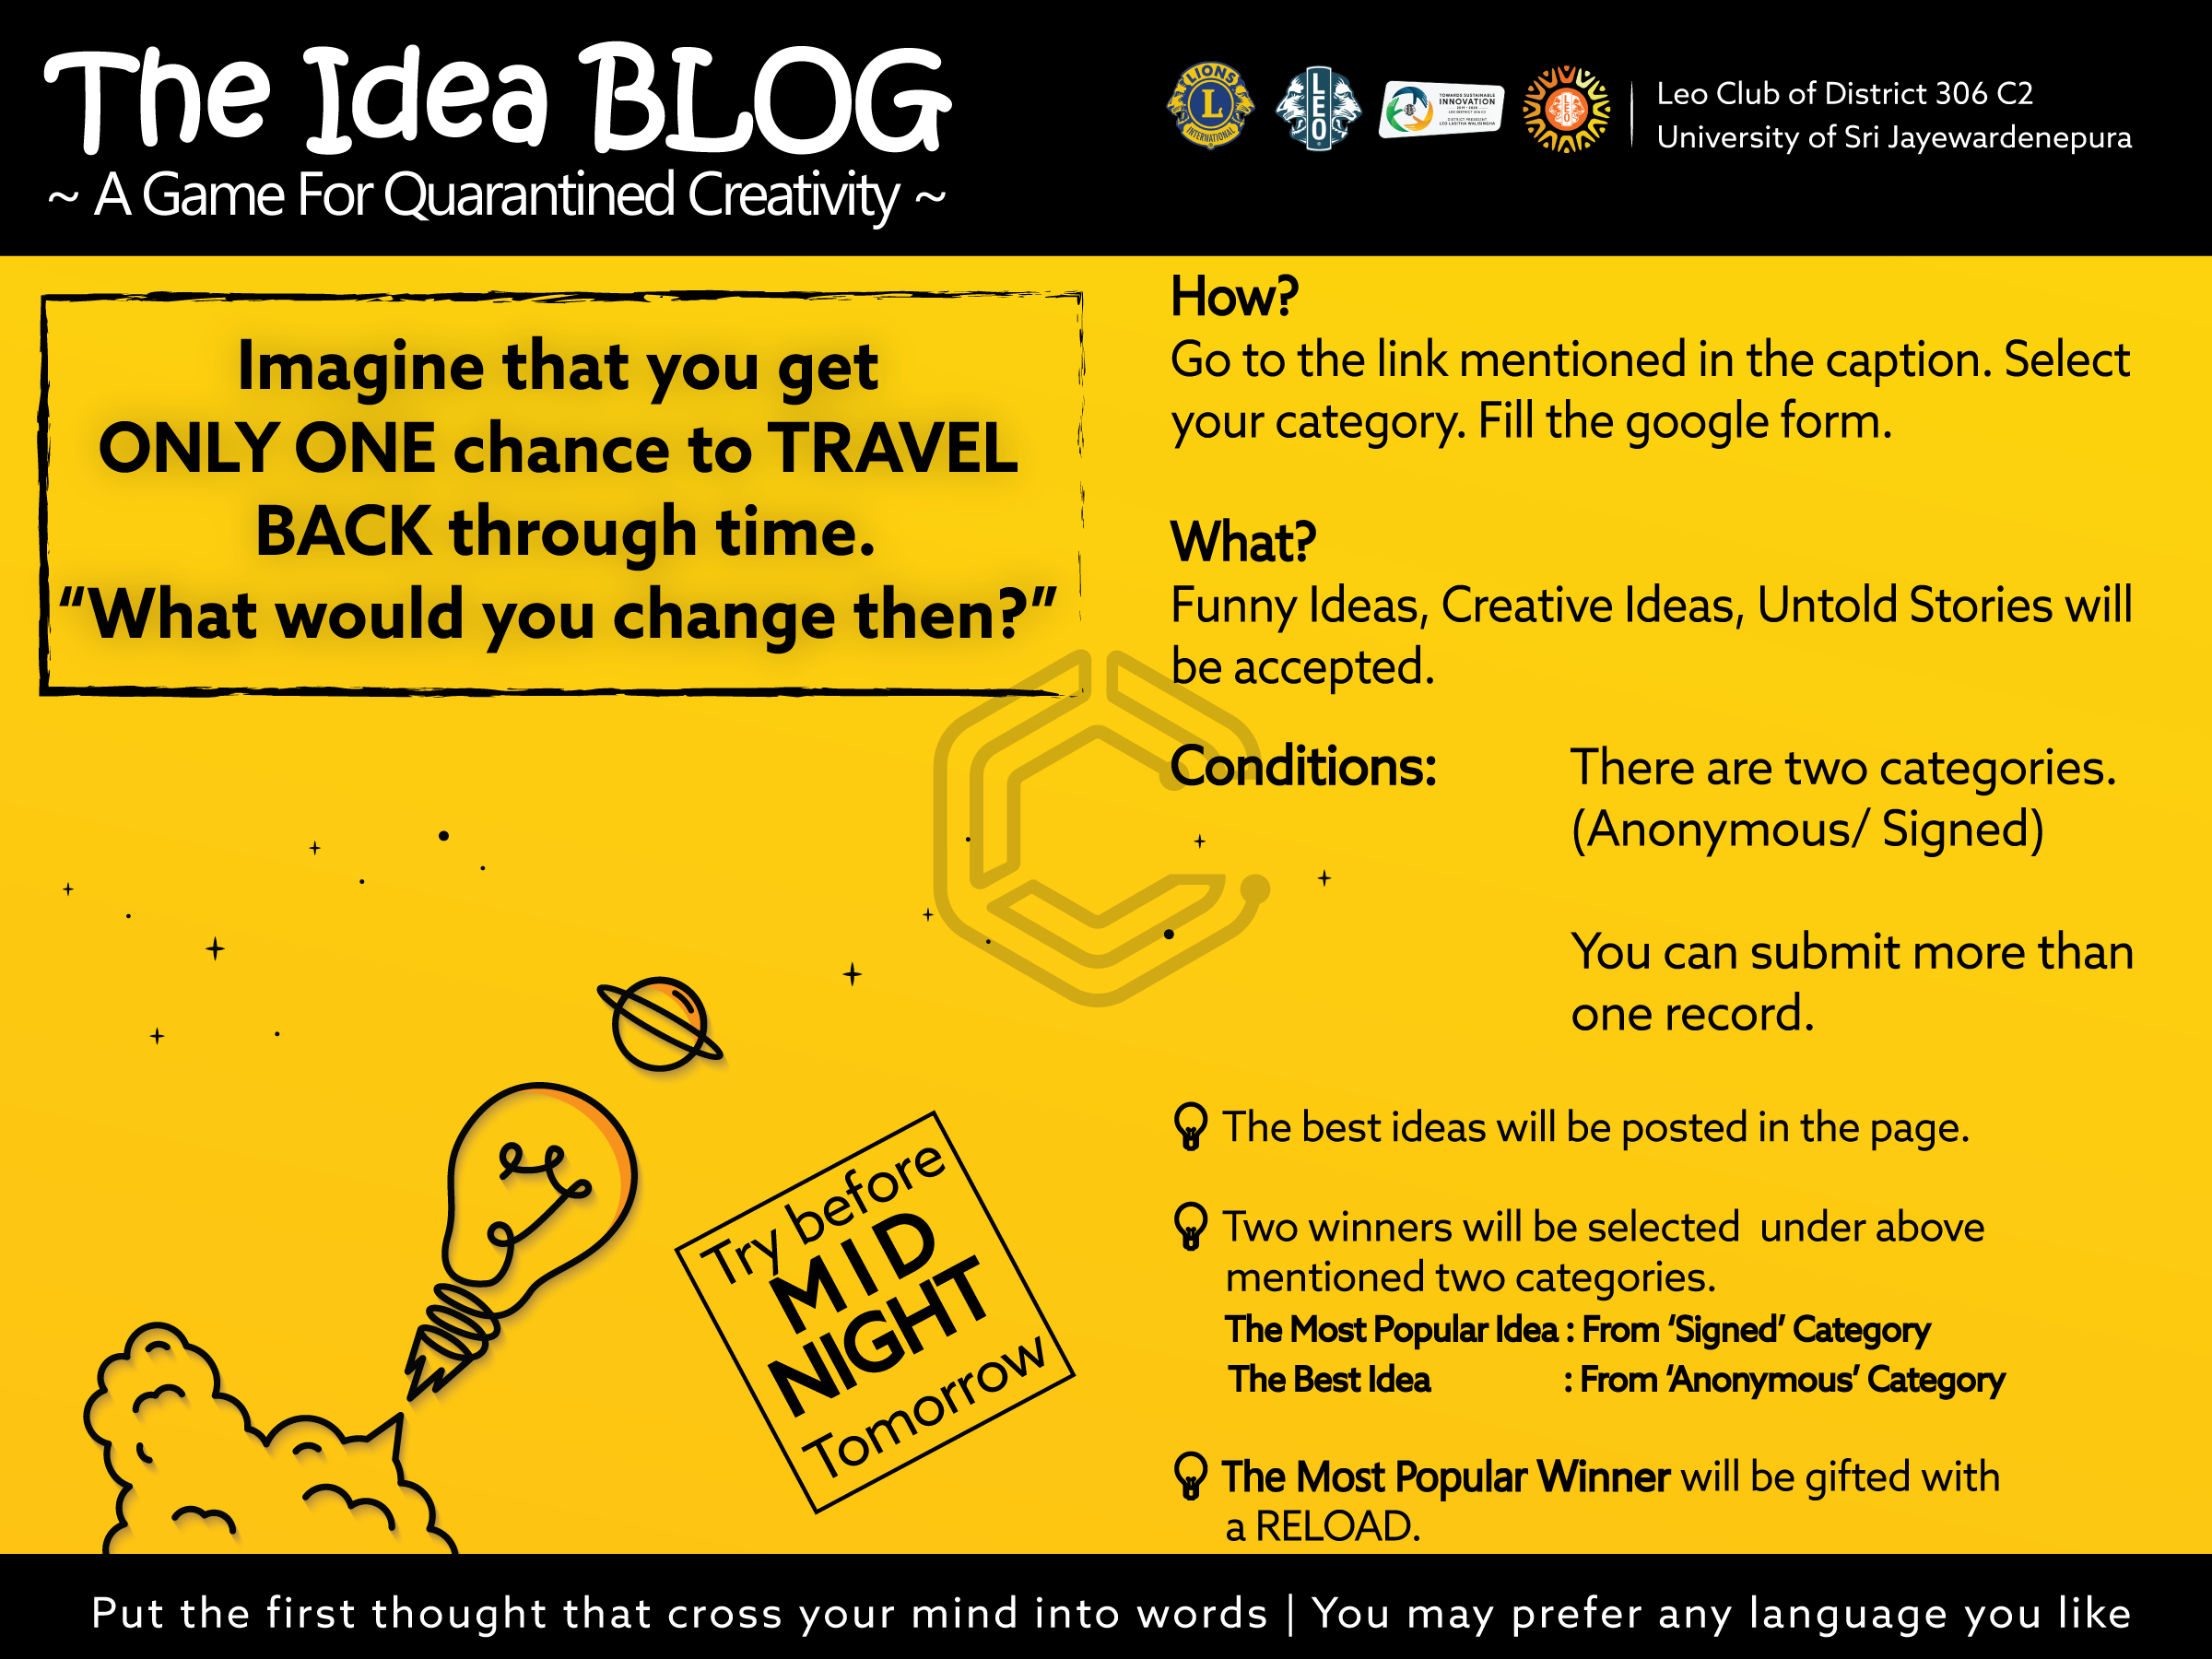 The Idea BLOG
~ A Game For Quarantined Creativity ~
LIONS
L
INTERNATIONAL
LEO
TOWARDS SUSTAINABLE
INNOVATION
Leo Club of District 306 C2
University of Sri Jayewardenepura
Imagine that you get
ONLY ONE chance to TRAVEL
BACK through time.
“What would you change then?”
How?
Go to the link mentioned in the caption. Select
your category. Fill the google form.
What?
Funny Ideas, Creative Ideas, Untold Stories will
be accepted.
Conditions:
There are two categories.
(Anonymous/ Signed)
You can submit more than
one record.
The best ideas will be posted in the page.
Two winners will be selected  under above
mentioned two categories.
The Most Popular Idea : From ‘Signed’ Category
The Best Idea : From ‘Anonymous’ Category
The Most Popular Winner will be gifted with
a RELOAD.
Try before
MID
NIGHT
Tomorrow
Put the first thought that cross your mind into words | You may prefer any language you like